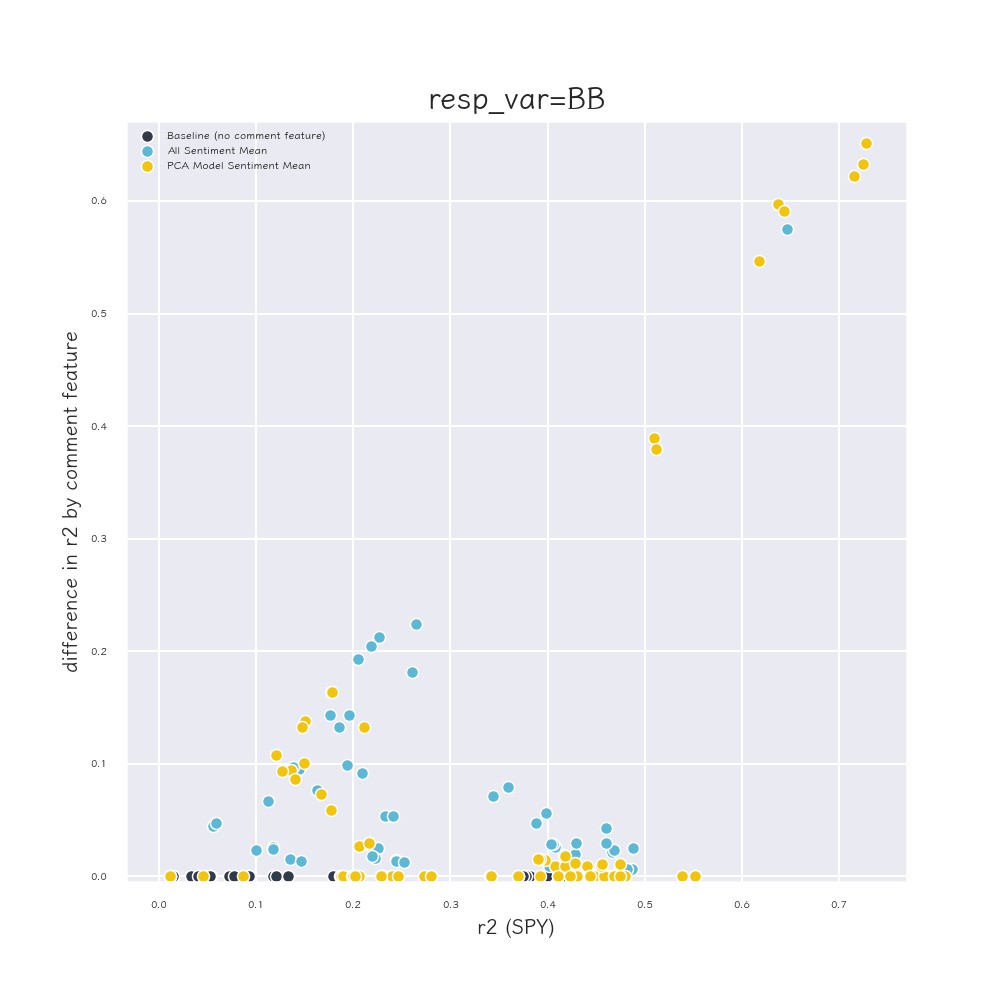 resp_var=BB
Baseline (no comment feature)
All Sentiment Mean
PCA Model Sentiment Mean
difference in r2 by comment feature
0.6
0.5
0.4
0.3
0.2
0.1
0.0
0.0 0.1 0.2 0.3 0.4 0.5 0.6 0.7
r2 (SPY)